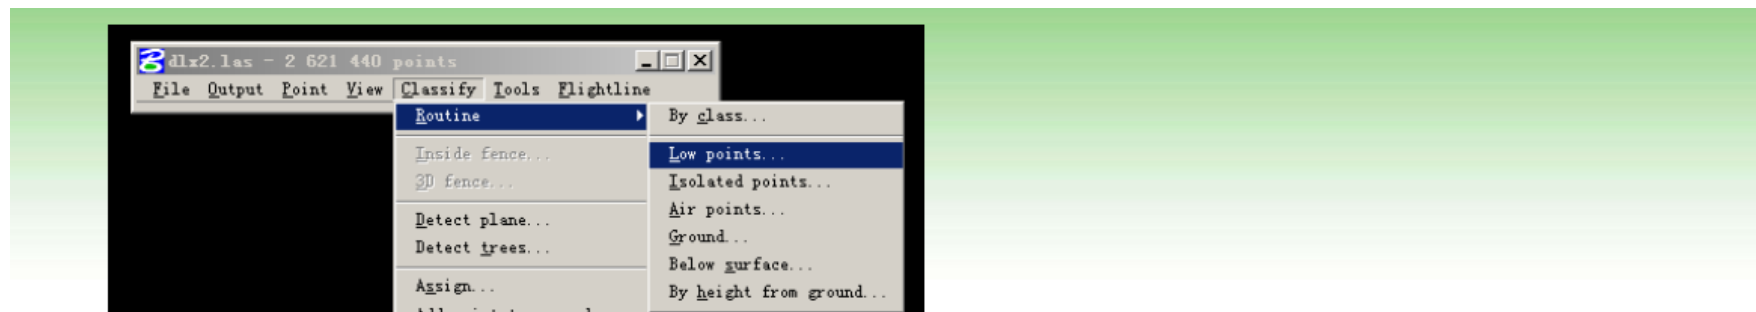 dlx2.las - 2 621 440 points
File Output Point View Classify Tools Flightline
Routine
Inside fence...
3D fence...
Detect plane...
Detect trees...
Assign...
By class...
Low points...
Isolated points...
Air points...
Ground...
Below surface...
By height from ground...